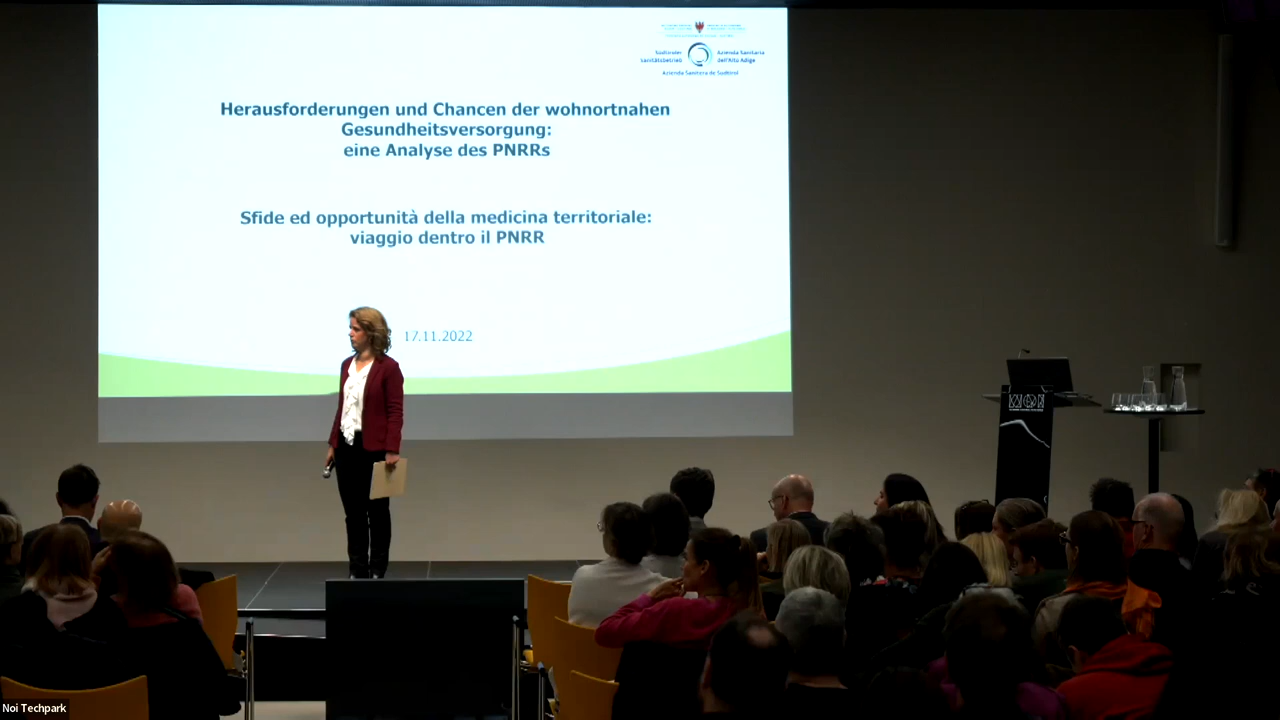 Südtiroler
Sanitätsbetrieb
Azienda Sanitaria
dell'Alto Adige
Azienda Sanitera de Südtirol
Herausforderungen und Chancen der wohnortnahen
Gesundheitsversorgung:
eine Analyse des PNRRs
Sfide ed opportunità della medicina territoriale:
viaggio dentro il PNRR
17.11.2022
NOI
Noi Techpark